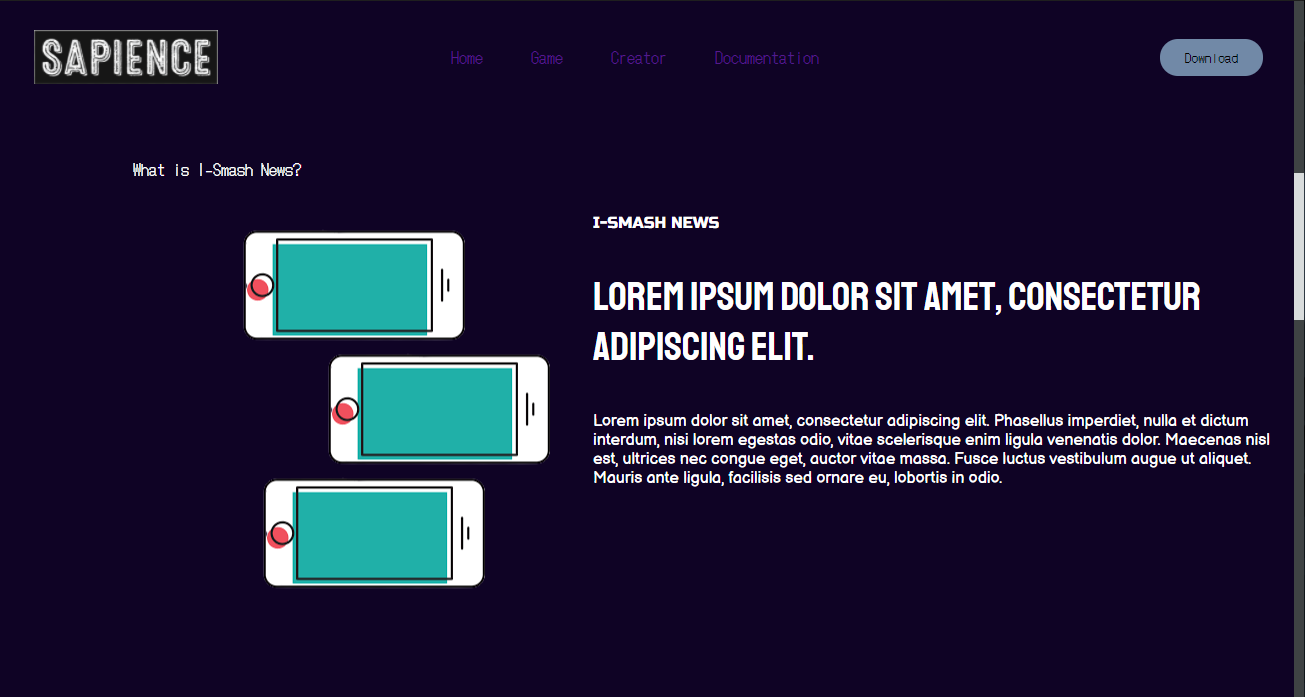 SAPIENCE
Home Game Creator Documentation
Download
What is I-Smash News?
I-SMASH NEWS
LOREM IPSUM DOLOR SIT AMET, CONSECTETUR
ADIPISCING ELIT.
Lorem ipsum dolor sit amet, consectetur adipiscing elit. Phasellus imperdiet, nulla et dictum
interdum, nisi lorem egestas odio, vitae scelerisque enim ligula venenatis dolor. Maecenas nisl
est, ultrices nec congue eget, auctor vitae massa. Fusce luctus vestibulum augue ut aliquet.
Mauris ante ligula, facilisis sed ornare eu, lobortis in odio.